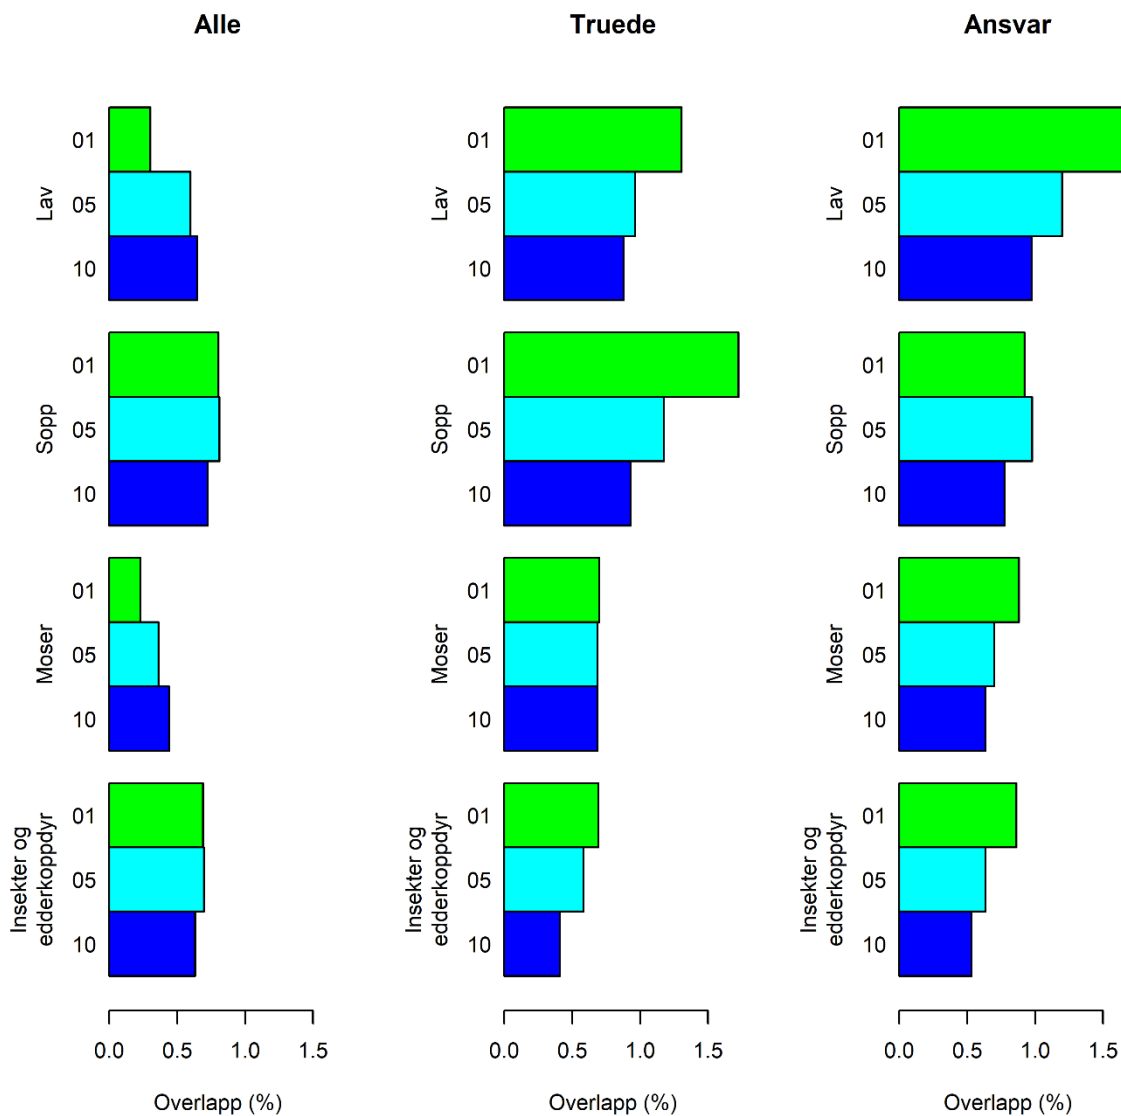 Alle Truede Ansvar
Lav 01 05 10
Lav 01 05 10
Lav 01 05 10
Sopp 01 05 10
Sopp 01 05 10
Sopp 01 05 10
Moser 01 05 10
Moser 01 05 10
Moser 01 05 10
Insekter og
edderkoppdyr
01 05 10
Insekter og
edderkoppdyr
01 05 10
Insekter og
edderkoppdyr
01 05 10
0.0 0.5 1.0 1.5
0.0 0.5 1.0 1.5
0.0 0.5 1.0 1.5
Overlapp (%) Overlapp (%) Overlapp (%)